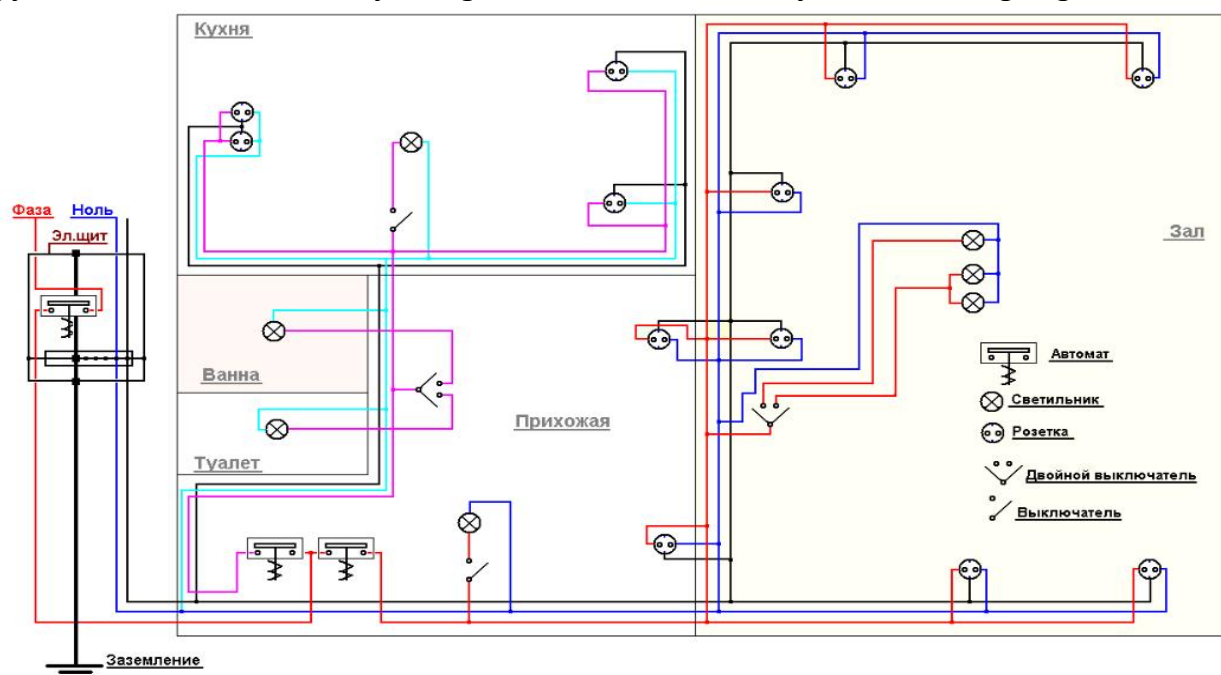 Кухня
Фаза
Ноль
Эл.щит
Зал
Автомат
Ванна
Светильник
Прихожая
Розетка
Туалет
Двойной выключатель
Выключатель
Заземление